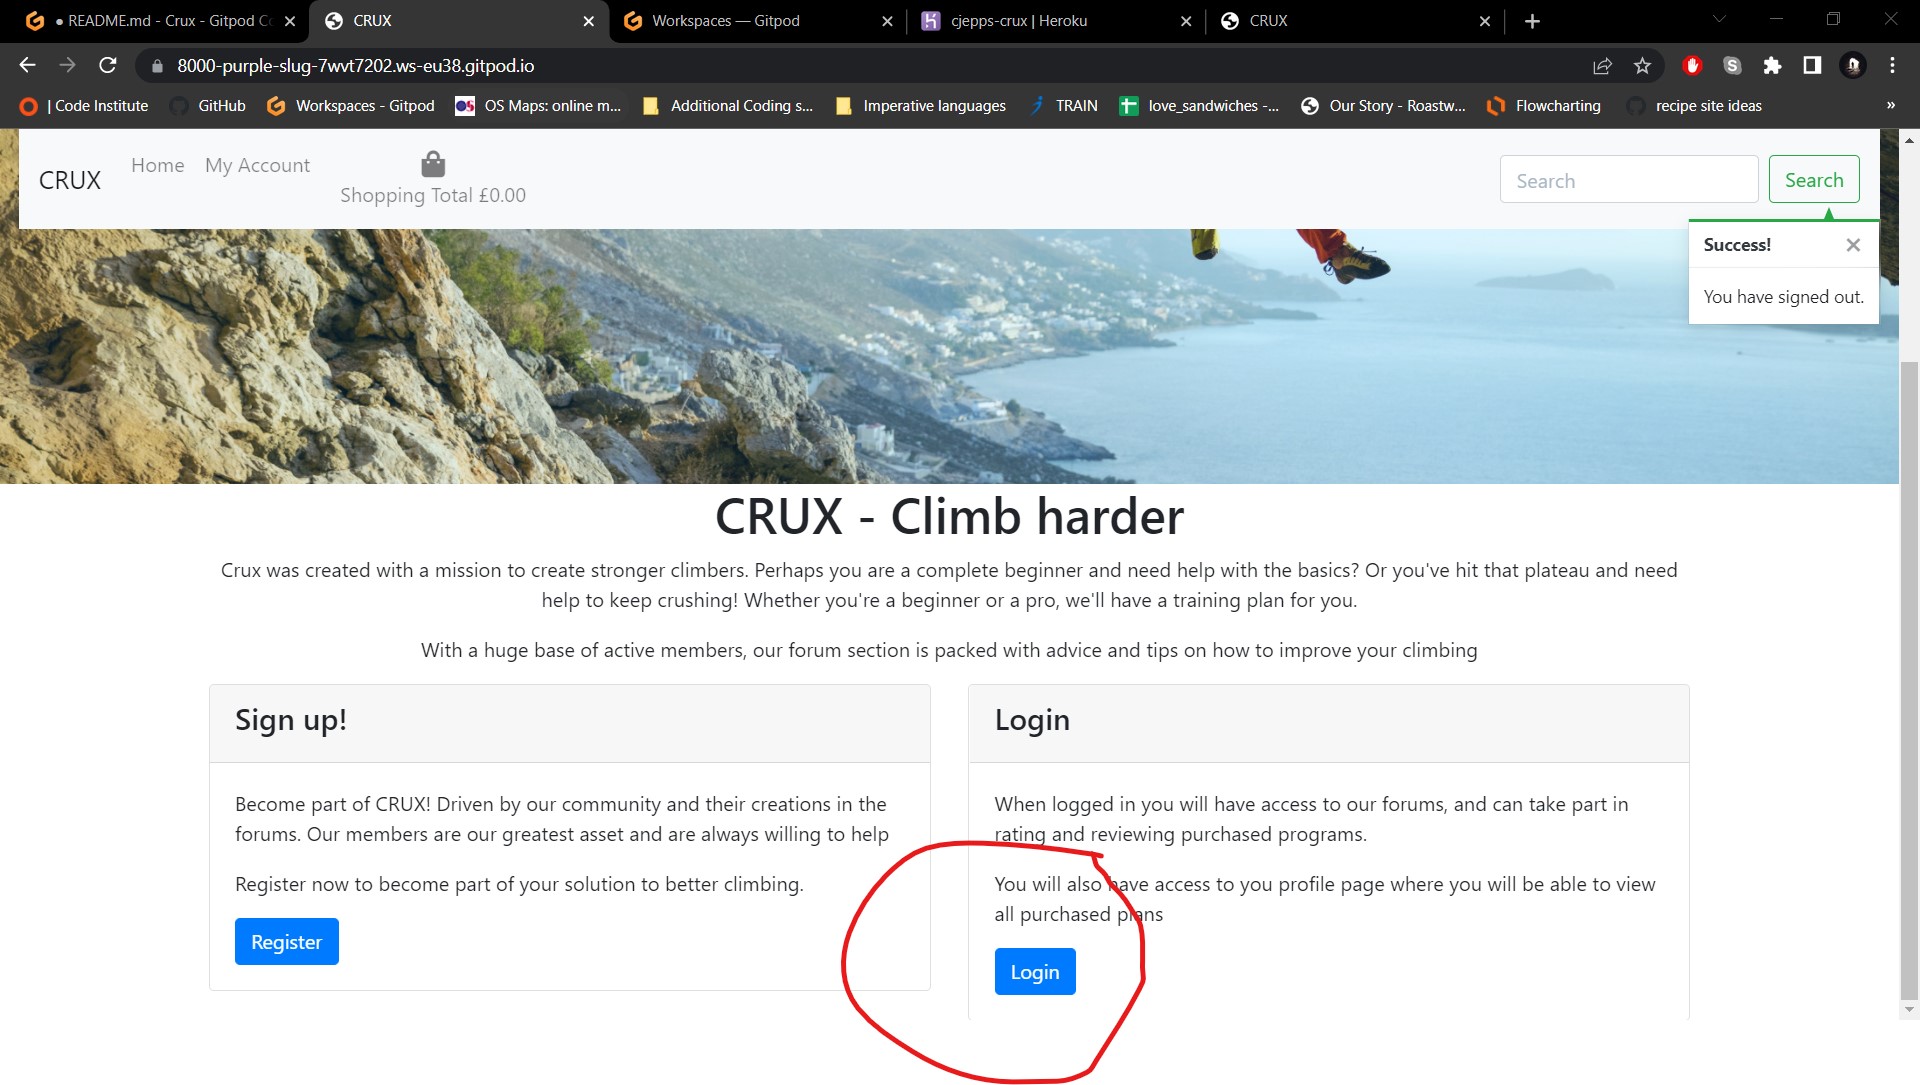 ● README.md - Crux - Gitpod Co
CRUX
Workspaces — Gitpod
cjepps-crux | Heroku
CRUX
8000-purple-slug-7wvt7202.ws-eu38.gitpod.io
| Code Institute
GitHub
Workspaces - Gitpod
OS Maps: online m...
Additional Coding s...
Imperative languages
TRAIN
love_sandwiches -...
Our Story - Roastw...
Flowcharting
recipe site ideas
»
CRUX
Home
My Account
Shopping Total £0.00
Search
Search
Success!
You have signed out.
CRUX - Climb harder
Crux was created with a mission to create stronger climbers. Perhaps you are a complete beginner and need help with the basics? Or you've hit that plateau and need
help to keep crushing! Whether you're a beginner or a pro, we'll have a training plan for you.
With a huge base of active members, our forum section is packed with advice and tips on how to improve your climbing
Sign up!
Become part of CRUX! Driven by our community and their creations in the
forums. Our members are our greatest asset and are always willing to help
Register now to become part of your solution to better climbing.
Register
Login
When logged in you will have access to our forums, and can take part in
rating and reviewing purchased programs.
You will also have access to you profile page where you will be able to view
all purchased plans
Login